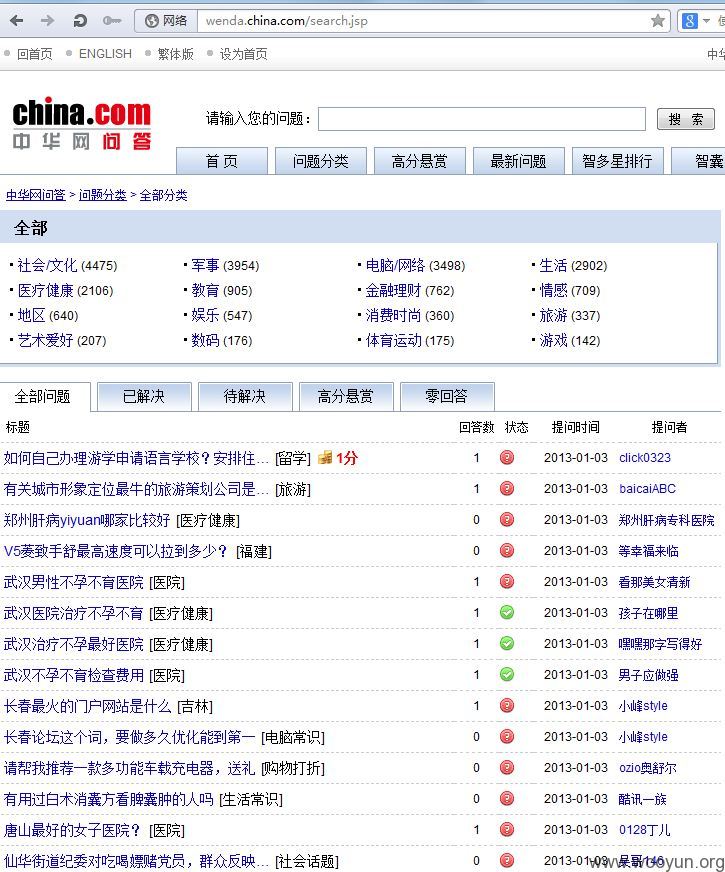 网络 wenda.china.com/search.jsp
回首页 ENGLISH 繁体版 设为首页 中华
china.com
中华网问答
请输入您的问题： 搜 索
首页 问题分类 高分悬赏 最新问题 智多星排行 智囊
中华网问答 > 问题分类 > 全部分类
全部
社会/文化 (4475) 军事 (3954) 电脑/网络 (3498) 生活 (2902)
医疗健康 (2106) 教育 (905) 金融理财 (762) 情感 (709)
地区 (640) 娱乐 (547) 消费时尚 (360) 旅游 (337)
艺术爱好 (207) 数码 (176) 体育运动 (175) 游戏 (142)
全部问题 已解决 待解决 高分悬赏 零回答
标题 回答数 状态 提问时间 提问者
如何自己办理游学申请语言学校？安排住… [留学] 1分 1 2013-01-03 click0323
有关城市形象定位最牛的旅游策划公司是… [旅游] 1 2013-01-03 baicaiABC
郑州肝病yiyuan哪家比较好 [医疗健康] 0 2013-01-03 郑州肝病专科医院
V5菱致手舒最高速度可以拉到多少？ [福建] 0 2013-01-03 等幸福来临
武汉男性不孕不育医院 [医院] 1 2013-01-03 看那美女清新
武汉医院治疗不孕不育 [医疗健康] 1 2013-01-03 孩子在哪里
武汉治疗不孕最好医院 [医疗健康] 1 2013-01-03 嘿嘿那字写得好
武汉不孕不育检查费用 [医院] 1 2013-01-03 男子应做强
长春最火的门户网站是什么 [吉林] 1 2013-01-03 小峰style
长春论坛这个词，要做多久优化能到第一 [电脑常识] 0 2013-01-03 小峰style
请帮我推荐一款多功能车载充电器，送礼 [购物打折] 1 2013-01-03 ozio奥舒尔
有用过白术消囊方看脾囊肿的人吗 [生活常识] 0 2013-01-03 酷讯一族
唐山最好的女子医院？ [医院] 1 2013-01-03 0128丁儿
仙华街道纪委对吃喝嫖赌党员，群众反映… [社会话题] 0 2013-01-03
www.wooyun.org